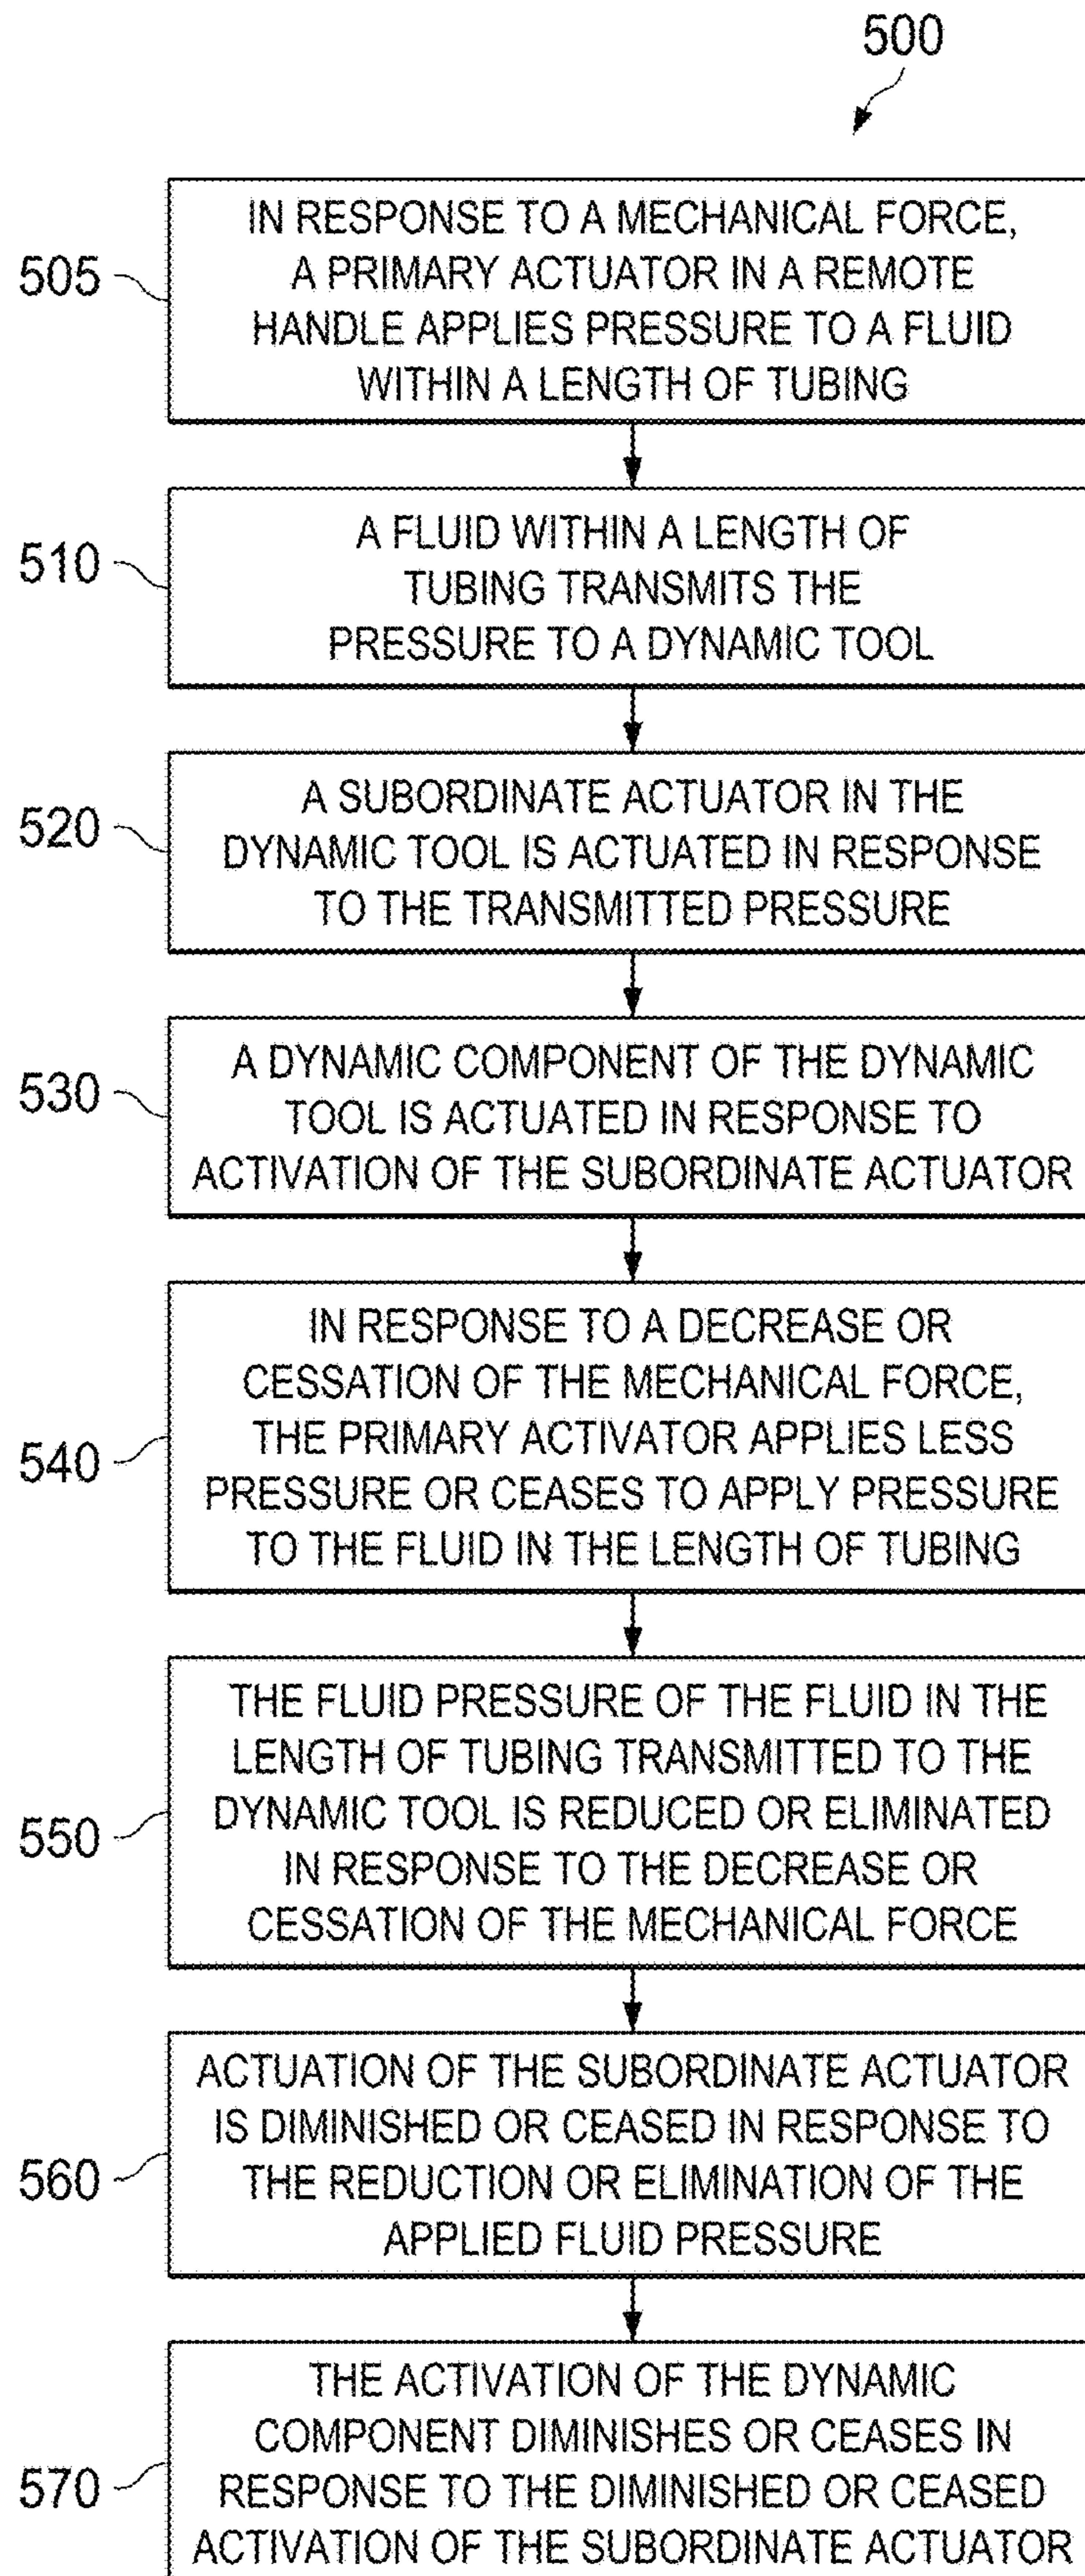 500
505
IN RESPONSE TO A MECHANICAL FORCE,
A PRIMARY ACTUATOR IN A REMOTE
HANDLE APPLIES PRESSURE TO A FLUID
WITHIN A LENGTH OF TUBING
510
A FLUID WITHIN A LENGTH OF
TUBING TRANSMITS THE
PRESSURE TO A DYNAMIC TOOL
520
A SUBORDINATE ACTUATOR IN THE
DYNAMIC TOOL IS ACTUATED IN RESPONSE
TO THE TRANSMITTED PRESSURE
530
A DYNAMIC COMPONENT OF THE DYNAMIC
TOOL IS ACTUATED IN RESPONSE TO
ACTIVATION OF THE SUBORDINATE ACTUATOR
540
IN RESPONSE TO A DECREASE OR
CESSATION OF THE MECHANICAL FORCE,
THE PRIMARY ACTIVATOR APPLIES LESS
PRESSURE OR CEASES TO APPLY PRESSURE
TO THE FLUID IN THE LENGTH OF TUBING
550
THE FLUID PRESSURE OF THE FLUID IN THE
LENGTH OF TUBING TRANSMITTED TO THE
DYNAMIC TOOL IS REDUCED OR ELIMINATED
IN RESPONSE TO THE DECREASE OR
CESSATION OF THE MECHANICAL FORCE
560
ACTUATION OF THE SUBORDINATE ACTUATOR
IS DIMINISHED OR CEASED IN RESPONSE TO
THE REDUCTION OR ELIMINATION OF THE
APPLIED FLUID PRESSURE
570
THE ACTIVATION OF THE DYNAMIC
COMPONENT DIMINISHES OR CEASES IN
RESPONSE TO THE DIMINISHED OR CEASED
ACTIVATION OF THE SUBORDINATE ACTUATOR